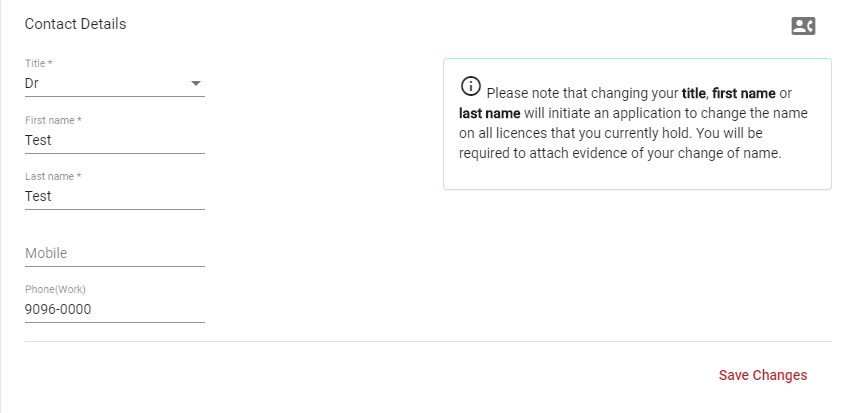 Contact Details
Title *
Dr
First name *
Test
Last name *
Test
Mobile
Phone(Work)
9096-0000
Please note that changing your title, first name or
last name will initiate an application to change the name
on all licences that you currently hold. You will be
required to attach evidence of your change of name.
Save Changes